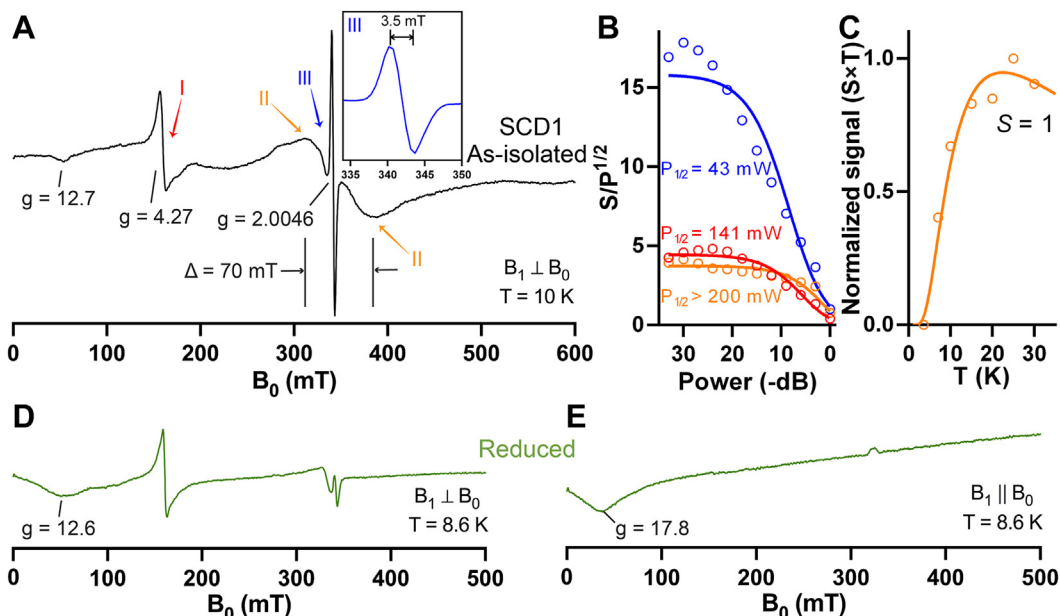 A
III
3.5 mT
335 340 345 350
I
III
II
SCD1
As-isolated
g = 12.7
g = 4.27
g = 2.0046
II
Δ = 70 mT
B₁ ⊥ B₀
T = 10 K
0 100 200 300 400 500 600
B₀ (mT)
B
S/P^1/2
15
10
5
0
P₁/₂ = 43 mW
P₁/₂ = 141 mW
P₁/₂ > 200 mW
30 20 10 0
Power (-dB)
C
Normalized signal (S×T)
1.0
0.5
0.0
S = 1
0 10 20 30
T (K)
D
Reduced
g = 12.6
B₁ ⊥ B₀
T = 8.6 K
0 100 200 300 400 500
B₀ (mT)
E
g = 17.8
B₁ || B₀
T = 8.6 K
0 100 200 300 400 500
B₀ (mT)